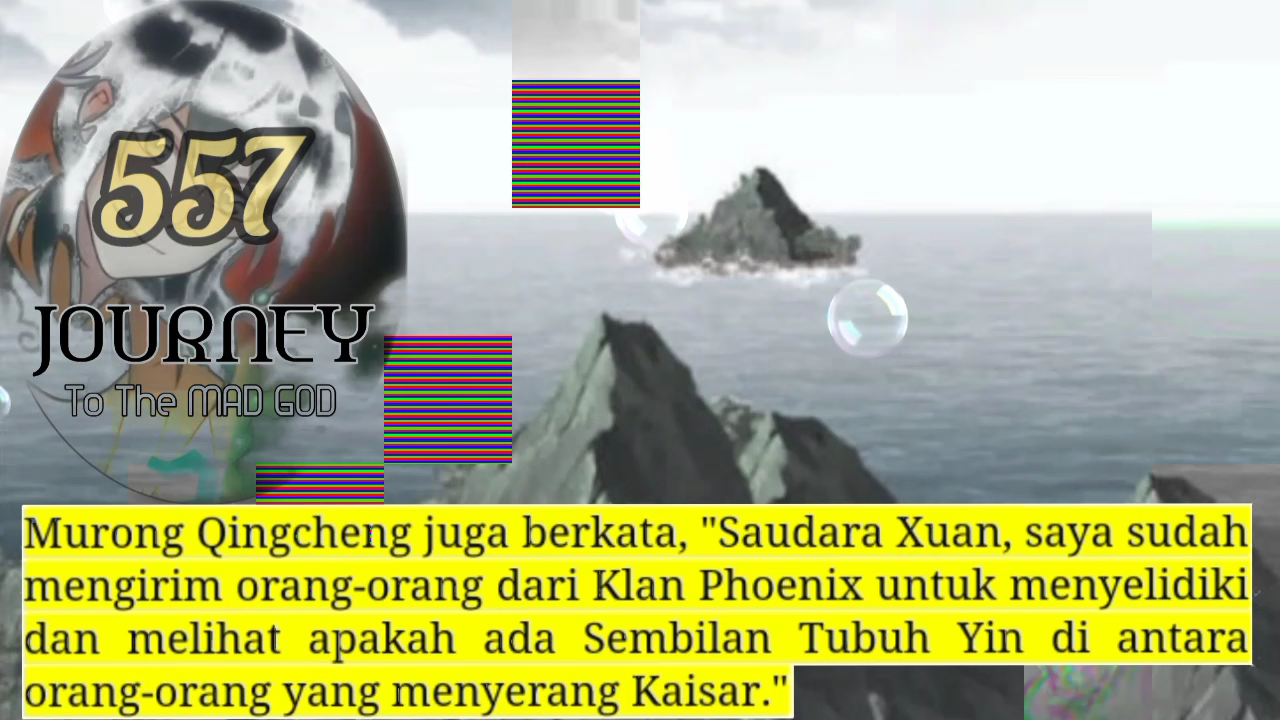 557
JOURNEY
To The MAD GOD
Murong Qingcheng juga berkata, "Saudara Xuan, saya sudah
mengirim orang-orang dari Klan Phoenix untuk menyelidiki
dan melihat apakah ada Sembilan Tubuh Yin di antara
orang-orang yang menyerang Kaisar."